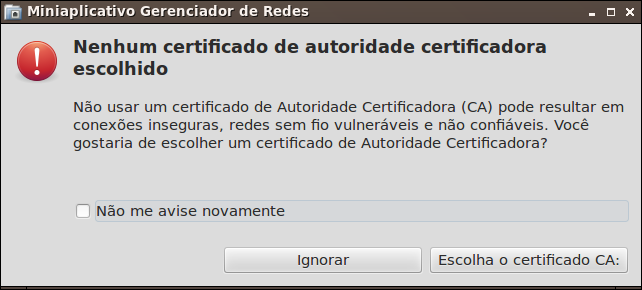 Miniaplicativo Gerenciador de Redes
Nenhum certificado de autoridade certificadora
escolhido
Não usar um certificado de Autoridade Certificadora (CA) pode resultar em
conexões inseguras, redes sem fio vulneráveis e não confiáveis. Você
gostaria de escolher um certificado de Autoridade Certificadora?
Não me avise novamente
Ignorar
Escolha o certificado CA: